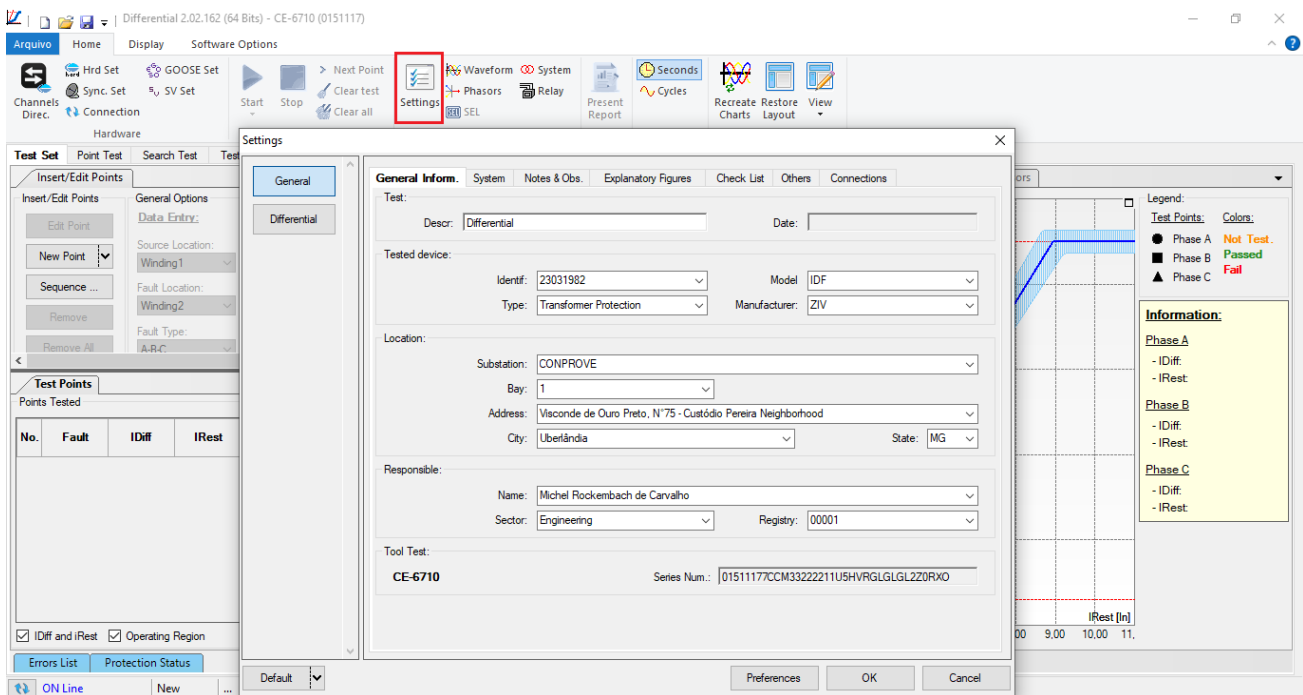 Differential 2.02.162 (64 Bits) - CE-6710 (0151117)
Arquivo Home Display Software Options
Channels Direc.
Hrd Set
Sync. Set
Connection
GOOSE Set
SV Set
Hardware
Start
Stop
Next Point
Clear test
Clear all
Settings
Waveform
Phasors
SEL
System
Relay
Present Report
Seconds
Cycles
Recreate Charts
Restore Layout
View
Test Set Point Test Search Test Test
Insert/Edit Points
Insert/Edit Points
Edit Point
New Point
Sequence ...
Remove
Remove All
General Options
Data Entry:
Source Location:
Winding1
Fault Location:
Winding2
Fault Type:
A-B-C
Test Points
Points Tested
No. Fault IDiff IRest
IDiff and iRest Operating Region
Errors List Protection Status
ON Line New ...
Settings
General
Differential
General Inform. System Notes & Obs. Explanatory Figures Check List Others Connections
Test:
Descr: Differential Date:
Tested device:
Identif: 23031982 Model IDF
Type: Transfomer Protection Manufacturer: ZIV
Location:
Substation: CONPROVE
Bay: 1
Address: Visconde de Ouro Preto, N°75 - Custódio Pereira Neighborhood
City: Uberlândia State: MG
Responsible:
Name: Michel Rockembach de Carvalho
Sector: Engineering Registry: 00001
Tool Test:
CE-6710 Series Num.: 01511177CCM33222211U5HVRGLGLGL2Z0RXO
Default Preferences OK Cancel
ors
IRest [In]
00 9,00 10,00 11,
Legend:
Test Points: Colors:
Phase A Not Test.
Phase B Passed
Phase C Fail
Information:
Phase A
- IDiff:
- IRest:
Phase B
- IDiff:
- IRest:
Phase C
- IDiff:
- IRest: